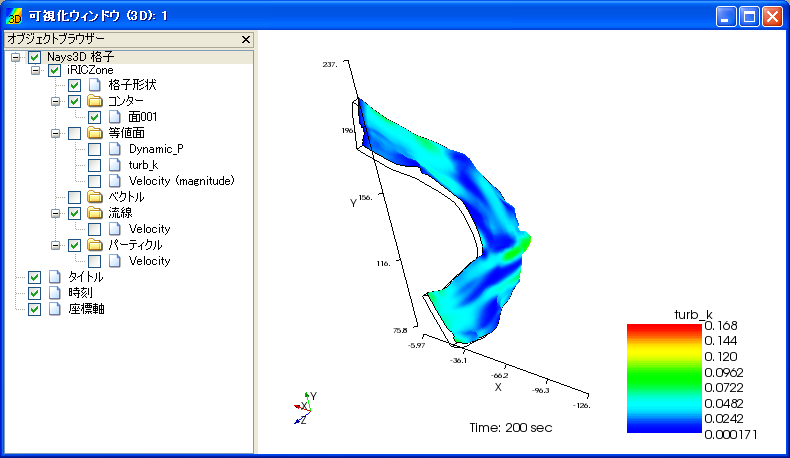 3D
可視化ウィンドウ (3D): 1
オブジェクトブラウザー
Nays3D 格子
iRICZone
格子形状
コンター
面001
等値面
Dynamic_P
turb_k
Velocity (magnitude)
ベクトル
流線
Velocity
パーティクル
Velocity
タイトル
時刻
座標軸
237.
196.
Y
156.
116.
75.8
-5.97
-36.1
-66.2
X
-96.3
-126.
turb_k
0.168
0.144
0.120
0.0962
0.0722
0.0482
0.0242
0.000171
Y
X
Z
Time: 200 sec